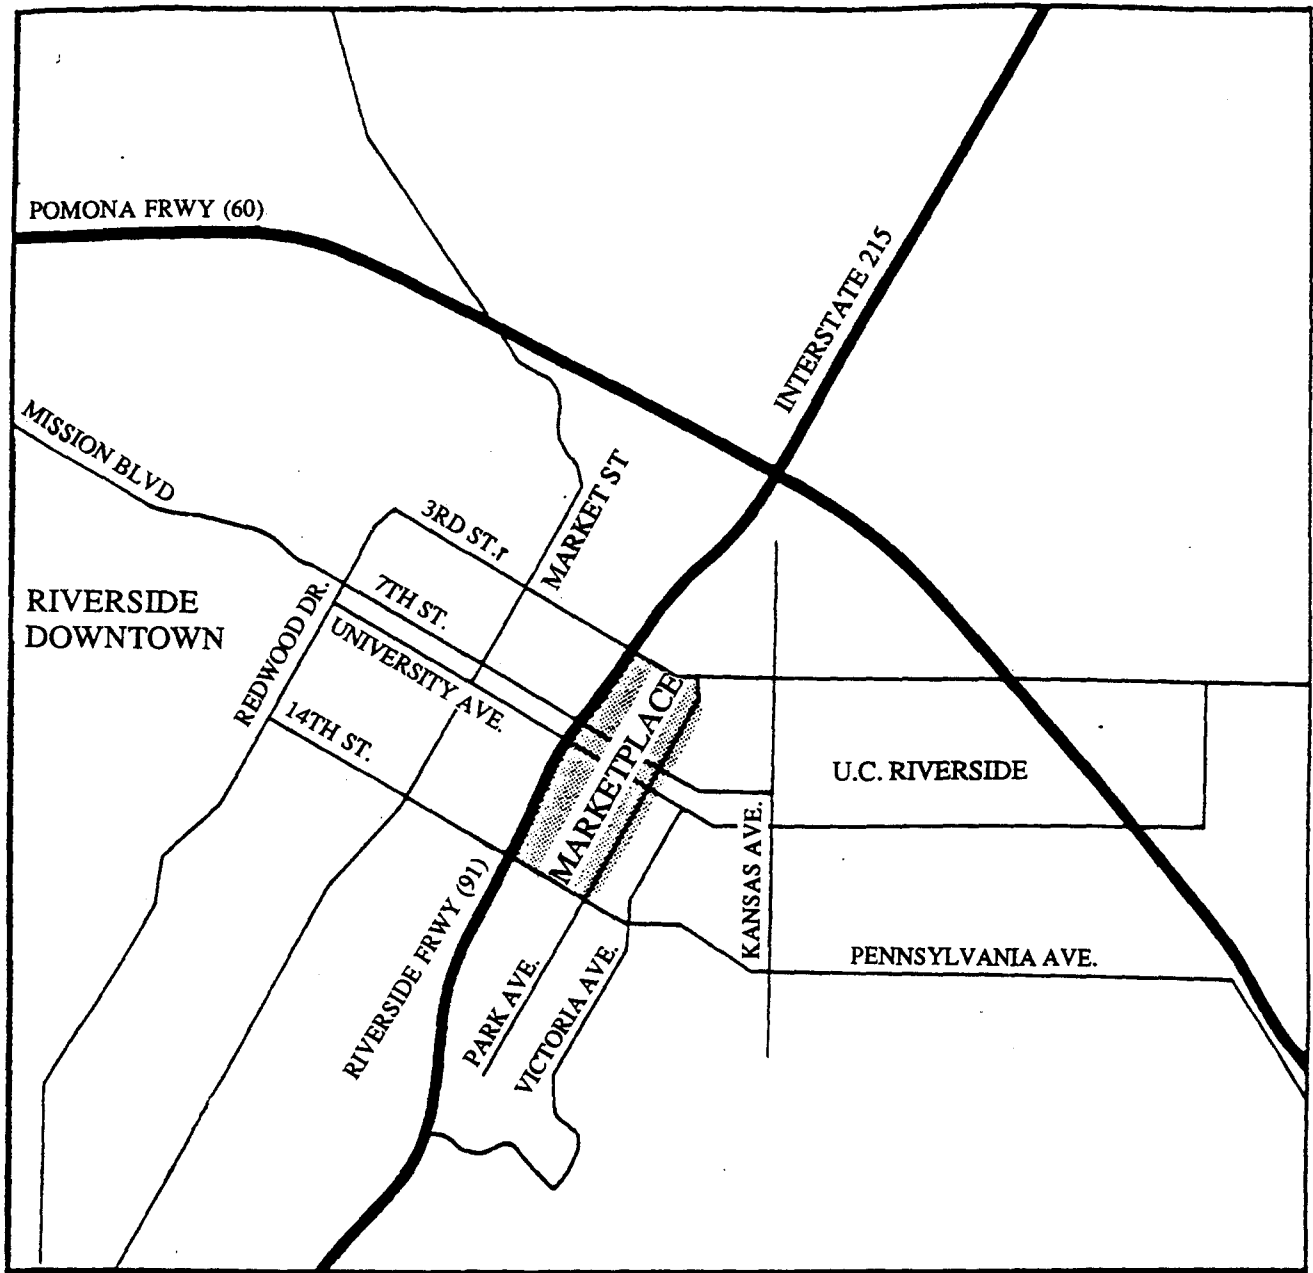 POMONA FRWY (60)
INTERSTATE 215
MISSION BLVD
MARKET ST
3RD ST.
7TH ST.
RIVERSIDE
DOWNTOWN
REDWOOD DR.
UNIVERSITY AVE.
14TH ST.
MARKETPLACE
U.C. RIVERSIDE
KANSAS AVE.
RIVERSIDE FRWY (91)
PARK AVE.
VICTORIA AVE.
PENNSYLVANIA AVE.